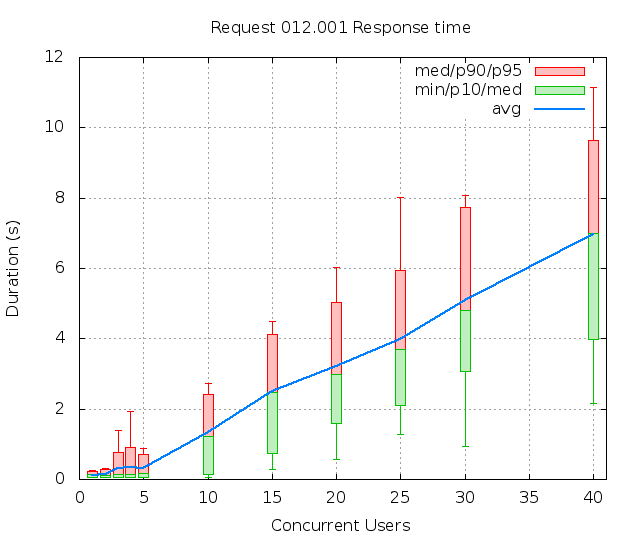 Request 012.001 Response time
med/p90/p95
min/p10/med
avg
Duration (s)
12
10
8
6
4
2
0
0 5 10 15 20 25 30 35 40
Concurrent Users